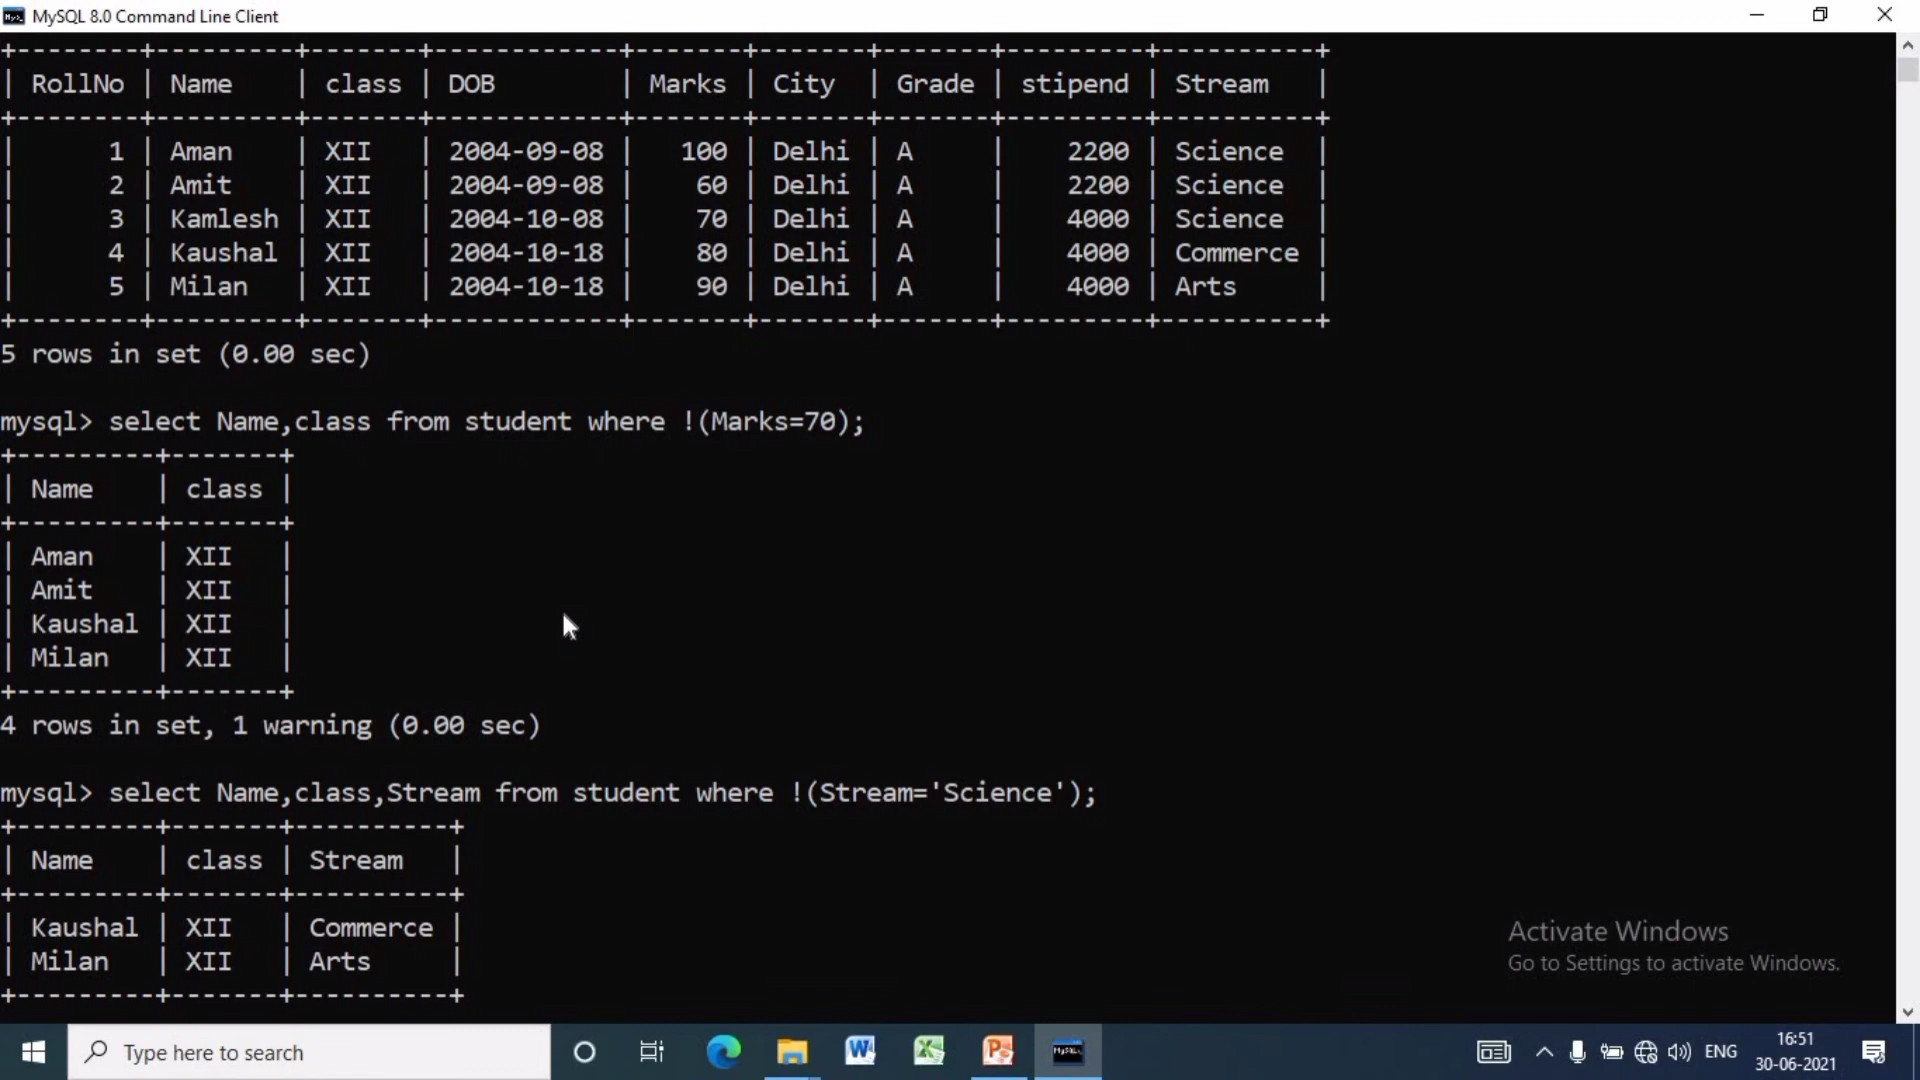 MySQL 8.0 Command Line Client
+--------+---------+-------+------------+-------+-------+-------+---------+----------+
| RollNo | Name    | class | DOB        | Marks | City  | Grade | stipend | Stream   |
+--------+---------+-------+------------+-------+-------+-------+---------+----------+
|      1 | Aman    | XII   | 2004-09-08 |   100 | Delhi | A     |    2200 | Science  |
|      2 | Amit    | XII   | 2004-09-08 |    60 | Delhi | A     |    2200 | Science  |
|      3 | Kamlesh | XII   | 2004-10-08 |    70 | Delhi | A     |    4000 | Science  |
|      4 | Kaushal | XII   | 2004-10-18 |    80 | Delhi | A     |    4000 | Commerce |
|      5 | Milan   | XII   | 2004-10-18 |    90 | Delhi | A     |    4000 | Arts     |
+--------+---------+-------+------------+-------+-------+-------+---------+----------+
5 rows in set (0.00 sec)
mysql> select Name,class from student where !(Marks=70);
+---------+-------+
| Name    | class |
+---------+-------+
| Aman    | XII   |
| Amit    | XII   |
| Kaushal | XII   |
| Milan   | XII   |
+---------+-------+
4 rows in set, 1 warning (0.00 sec)
mysql> select Name,class,Stream from student where !(Stream='Science');
+---------+-------+----------+
| Name    | class | Stream   |
+---------+-------+----------+
| Kaushal | XII   | Commerce |
| Milan   | XII   | Arts     |
+---------+-------+----------+
Activate Windows
Go to Settings to activate Windows.
Type here to search
ENG
16:51
30-06-2021